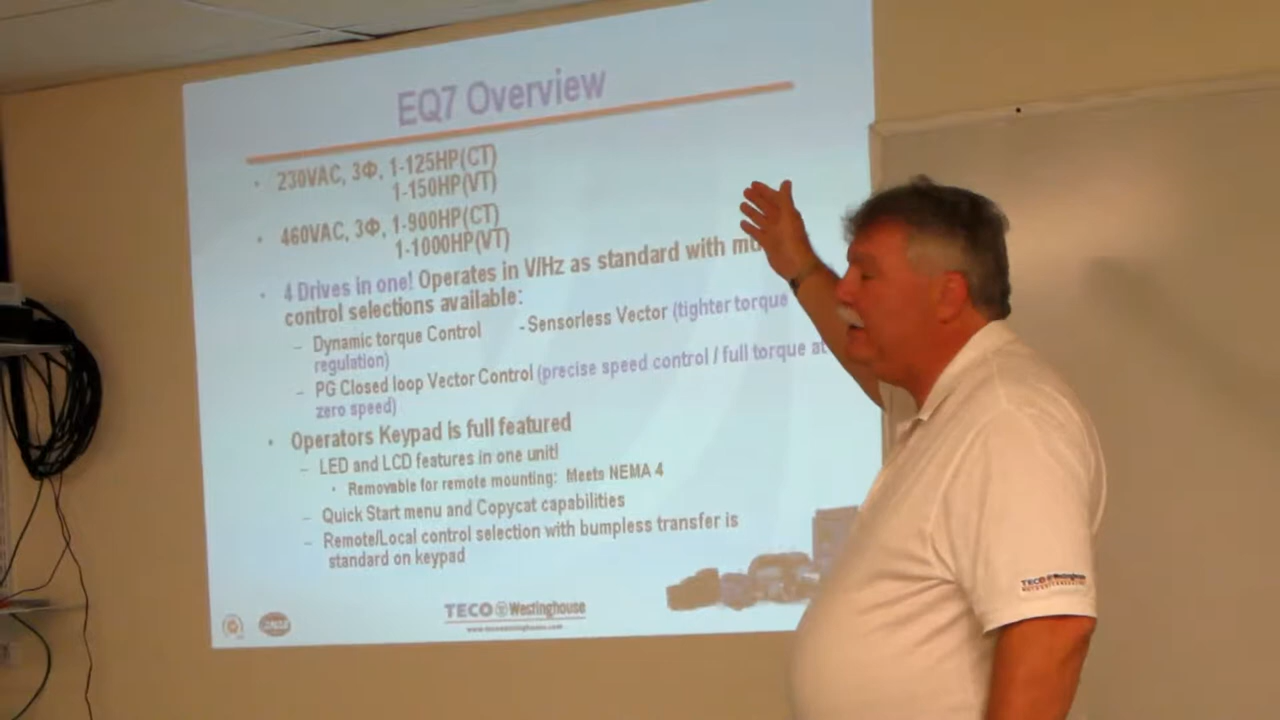 EQ7 Overview
230VAC, 3Φ, 1-125HP(CT)
1-150HP(VT)
460VAC, 3Φ, 1-900HP(CT)
1-1000HP(VT)
4 Drives in one! Operates in V/Hz as standard with
control selections available:
– Dynamic torque Control - Sensorless Vector (tighter torque
regulation)
– PG Closed loop Vector Control (precise speed control / full torque at
zero speed)
• Operators Keypad is full featured
– LED and LCD features in one unit!
• Removable for remote mounting: Meets NEMA 4
– Quick Start menu and Copycat capabilities
– Remote/Local control selection with bumpless transfer is
standard on keypad
TECO Westinghouse
www.tecowestinghouse.com
TECO Westinghouse